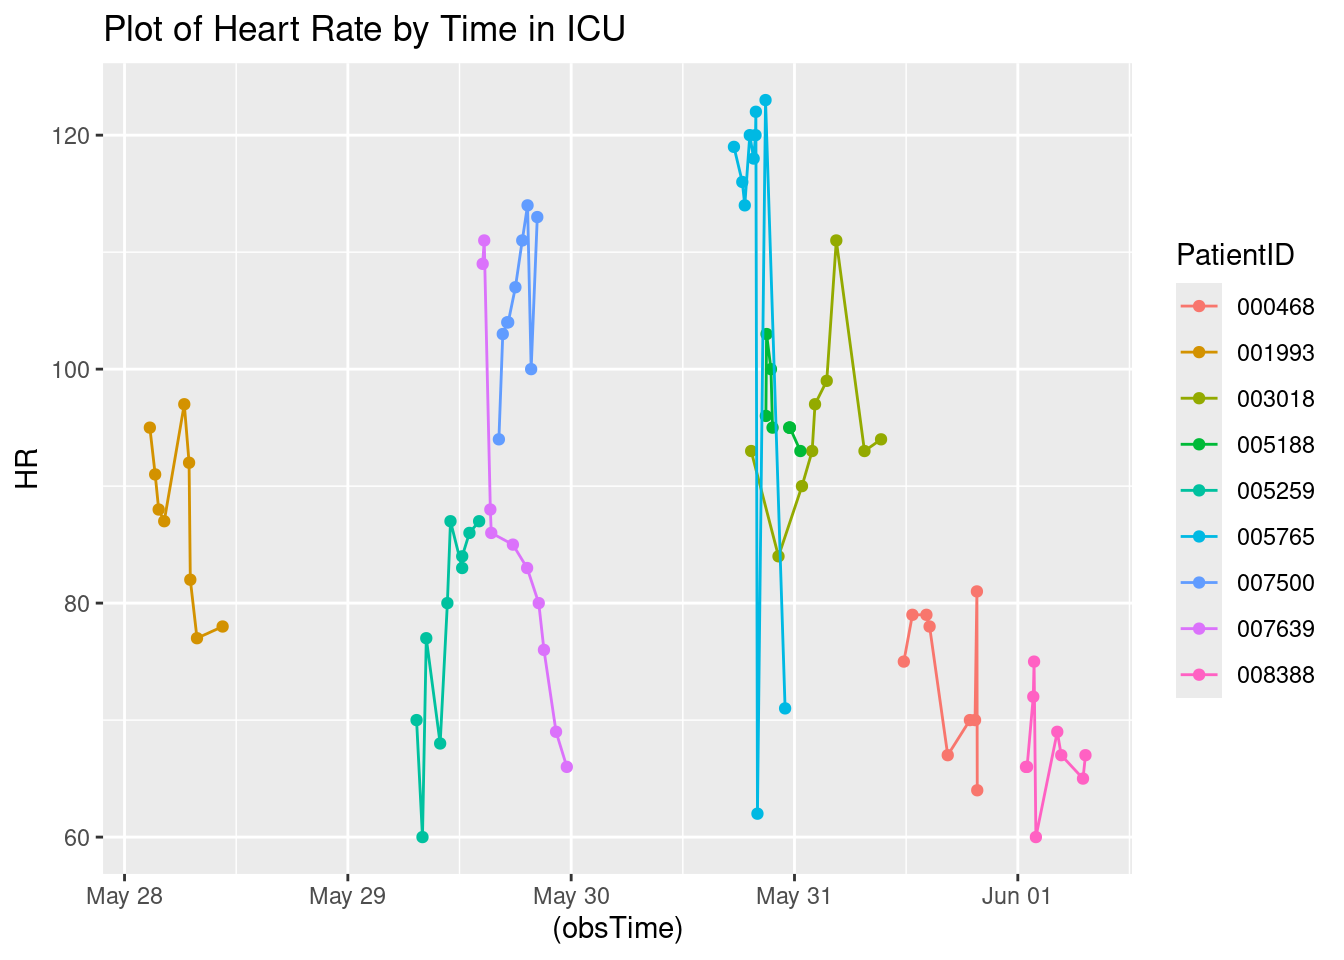 Plot of Heart Rate by Time in ICU
HR
120
100
80
60
May 28
May 29
May 30
May 31
Jun 01
(obsTime)
PatientID
000468
001993
003018
005188
005259
005765
007500
007639
008388